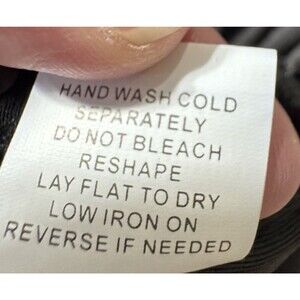 HAND WASH COLD
SEPARATELY
DO NOT BLEACH
RESHAPE
LAY FLAT TO DRY
LOW IRON ON
REVERSE IF NEEDED